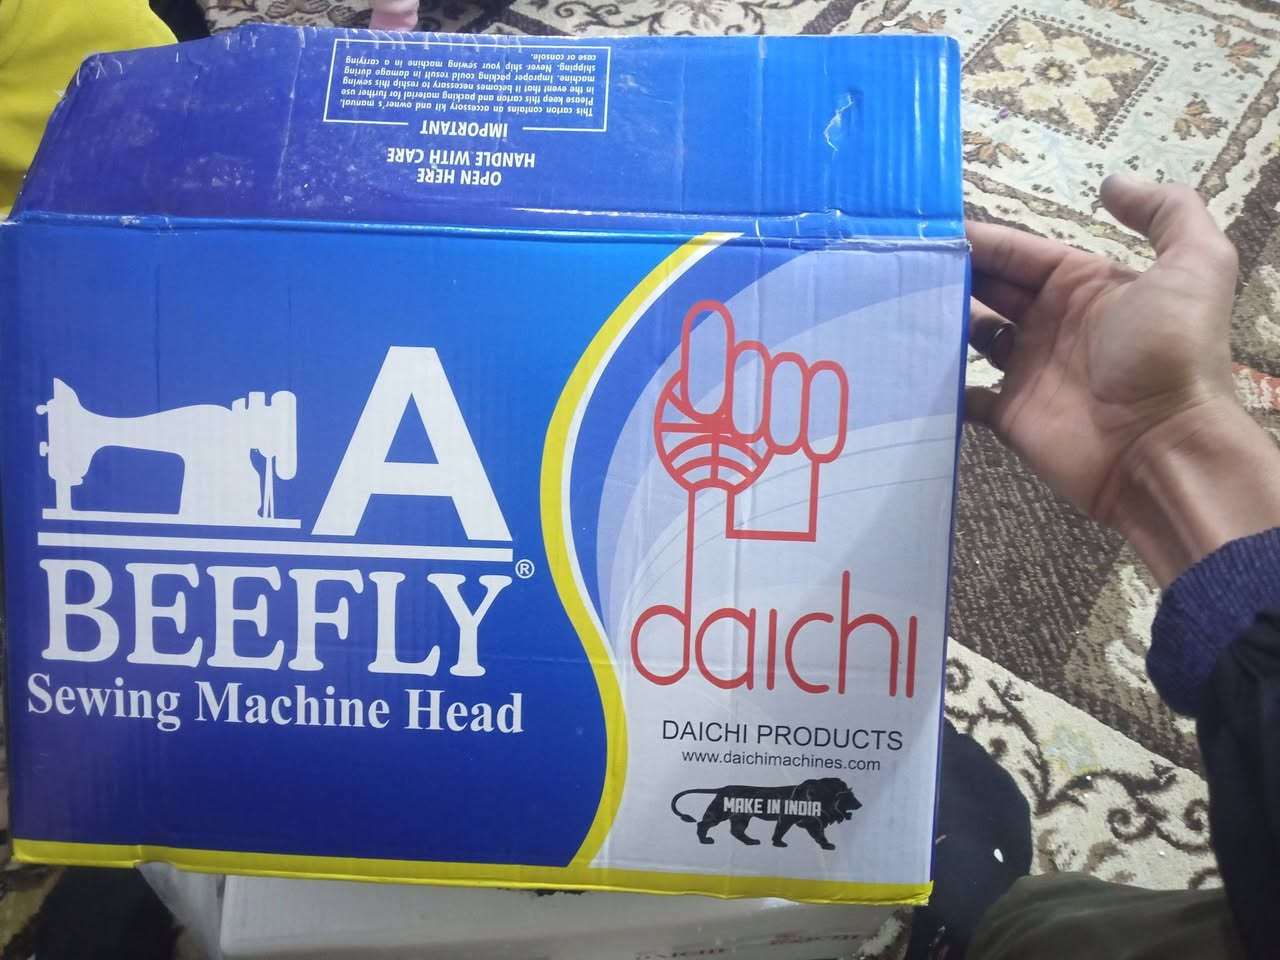 OPEN HERE
HANDLE WITH CARE
IMPORTANT
This carton contains an accessory kit and owner's manual.
Please keep this carton and packing material for further use
in the event that it becomes necessary to reship this sewing
machine. Improper packing could result in damage during
shipping. Never ship your sewing machine in a carrying
case or console.
A
BEEFLY®
Sewing Machine Head
daichi
DAICHI PRODUCTS
www.daichimachines.com
MAKE IN INDIA